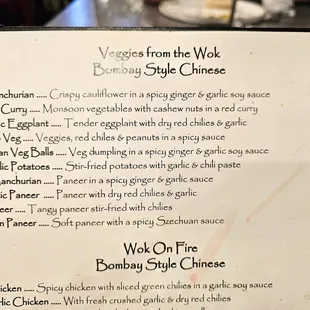 Veggies from the Wok
Bombay Style Chinese
nchurian ..... Crispy cauliflower in a spicy ginger & garlic soy sauce
Curry ..... Monsoon vegetables with cashew nuts in a red curry
c Eggplant ..... Tender eggplant with dry red chilies & garlic
Veg ..... Veggies, red chiles & peanuts in a spicy sauce
an Veg Balls ..... Veg dumpling in a spicy ginger & garlic soy sauce
lic Potatoes ..... Stir-fried potatoes with garlic & chili paste
anchurian ..... Paneer in a spicy ginger & garlic sauce
ic Paneer ..... Paneer with dry red chilies & garlic
eer ..... Tangy paneer stir-fried with chilies
n Paneer ..... Soft paneer with a spicy Szechuan sauce
Wok On Fire
Bombay Style Chinese
icken ..... Spicy chicken with sliced green chilies in a garlic soy sauce
rlic Chicken ..... With fresh crushed garlic & dry red chilies